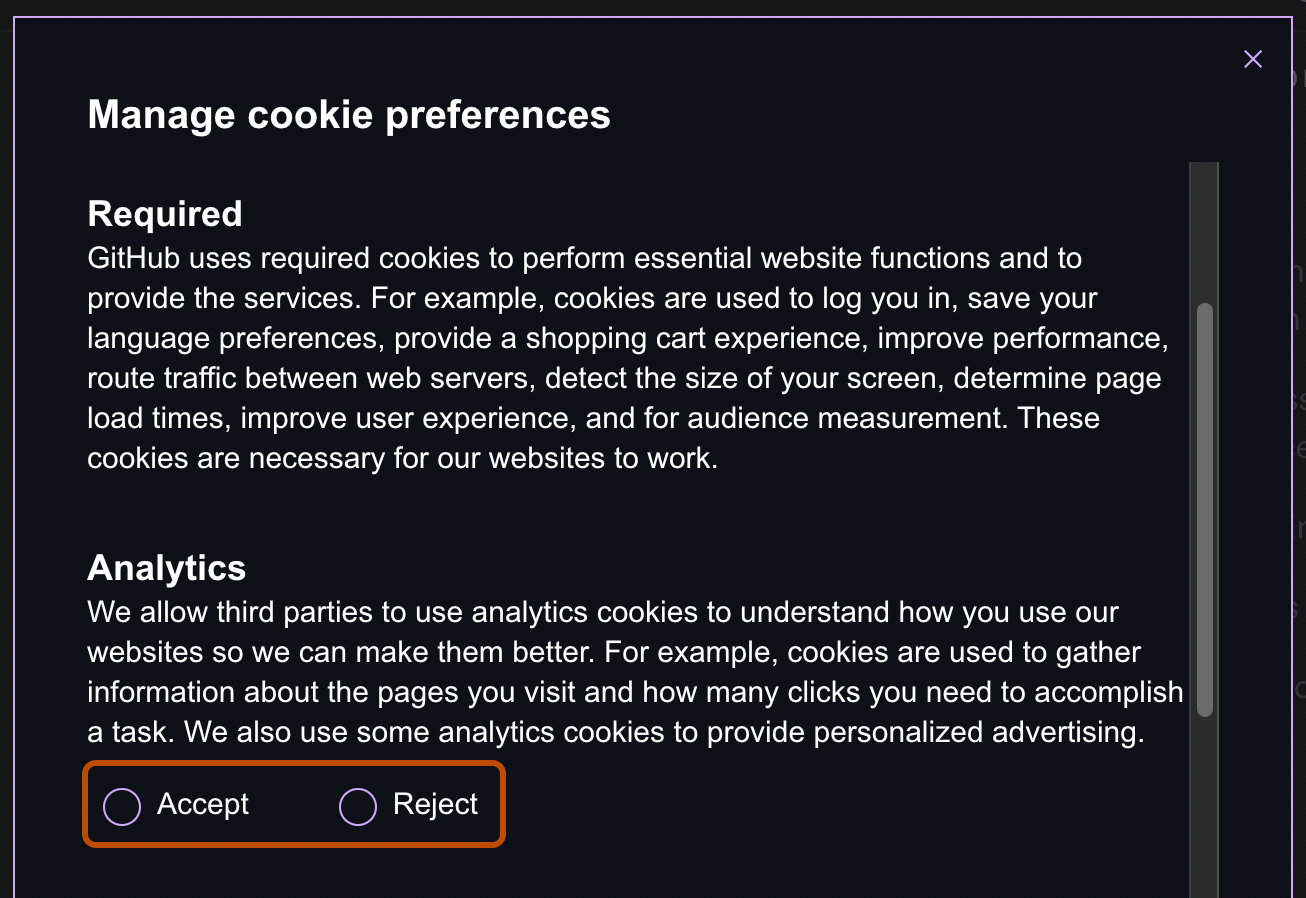 Manage cookie preferences
Required
GitHub uses required cookies to perform essential website functions and to
provide the services. For example, cookies are used to log you in, save your
language preferences, provide a shopping cart experience, improve performance,
route traffic between web servers, detect the size of your screen, determine page
load times, improve user experience, and for audience measurement. These
cookies are necessary for our websites to work.
Analytics
We allow third parties to use analytics cookies to understand how you use our
websites so we can make them better. For example, cookies are used to gather
information about the pages you visit and how many clicks you need to accomplish
a task. We also use some analytics cookies to provide personalized advertising.
Accept Reject